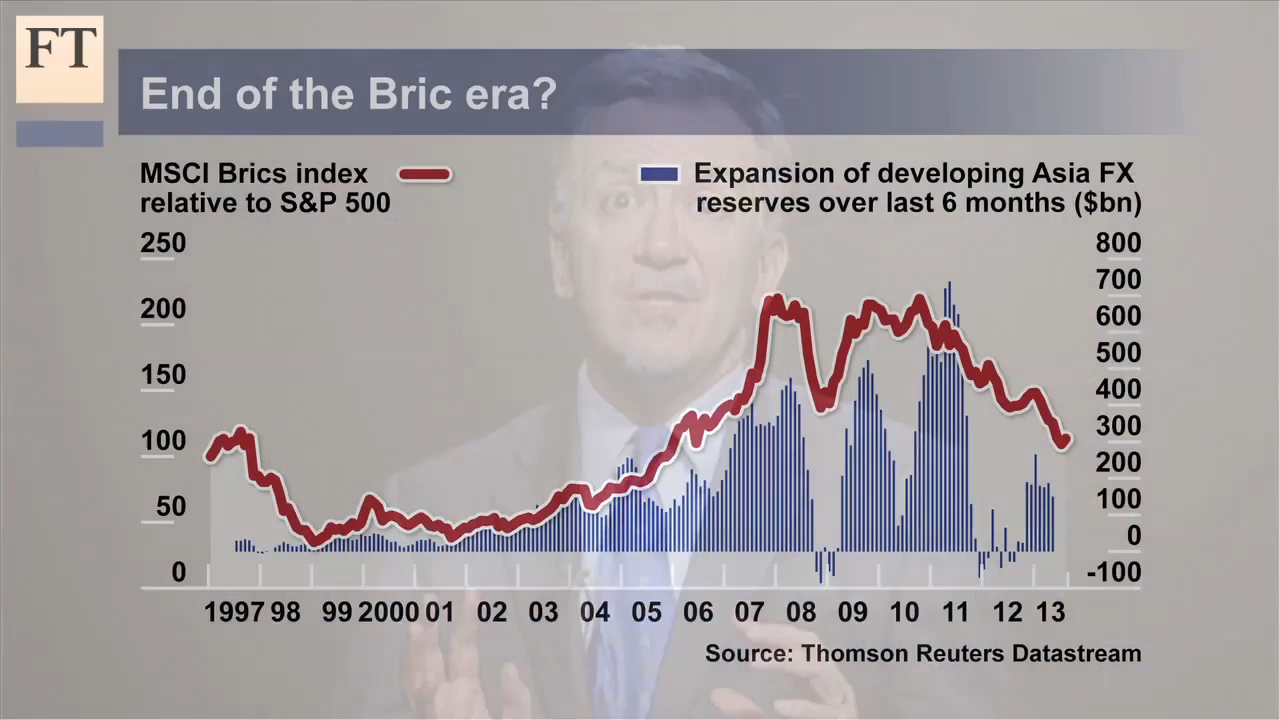 FT
End of the Bric era?
MSCI Brics index
relative to S&P 500
Expansion of developing Asia FX
reserves over last 6 months ($bn)
250
200
150
100
50
0
800
700
600
500
400
300
200
100
0
-100
1997 98 99 2000 01 02 03 04 05 06 07 08 09 10 11 12 13
Source: Thomson Reuters Datastream